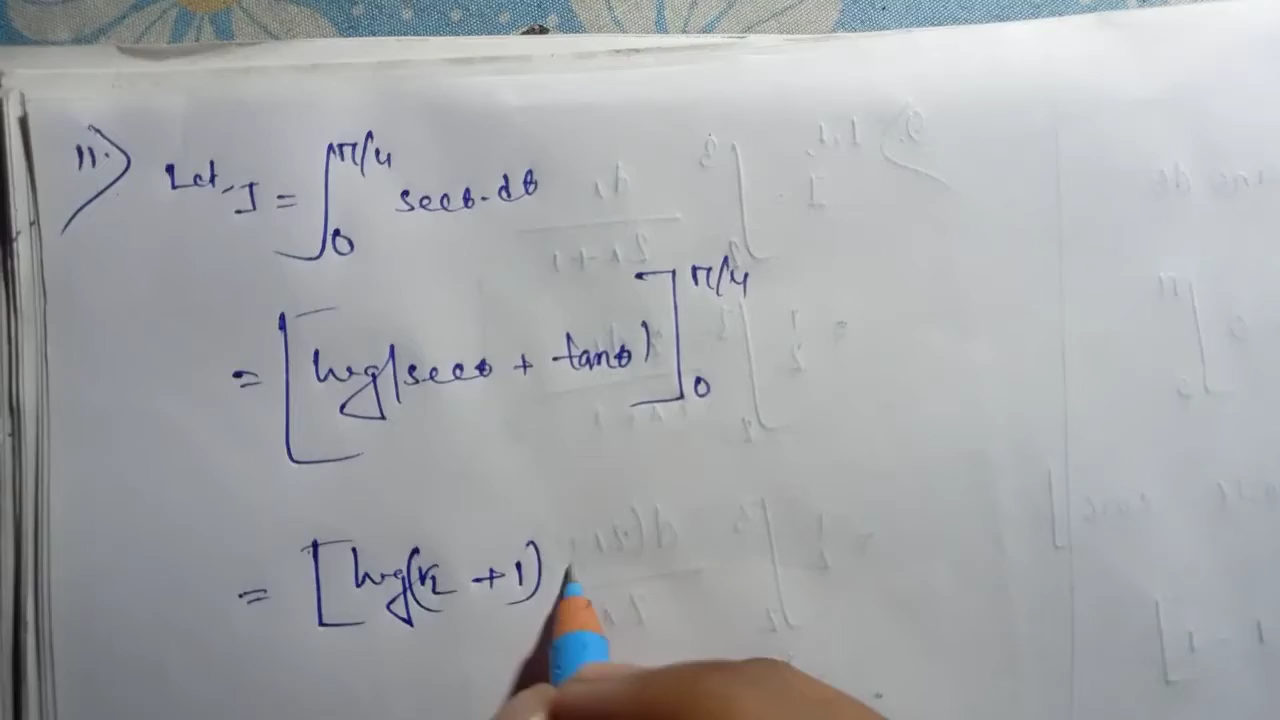 11.) Let, I = ∫₀^π/4 secθ.dθ
= [log|secθ + tanθ|]₀^π/4
= [log(√2 + 1)